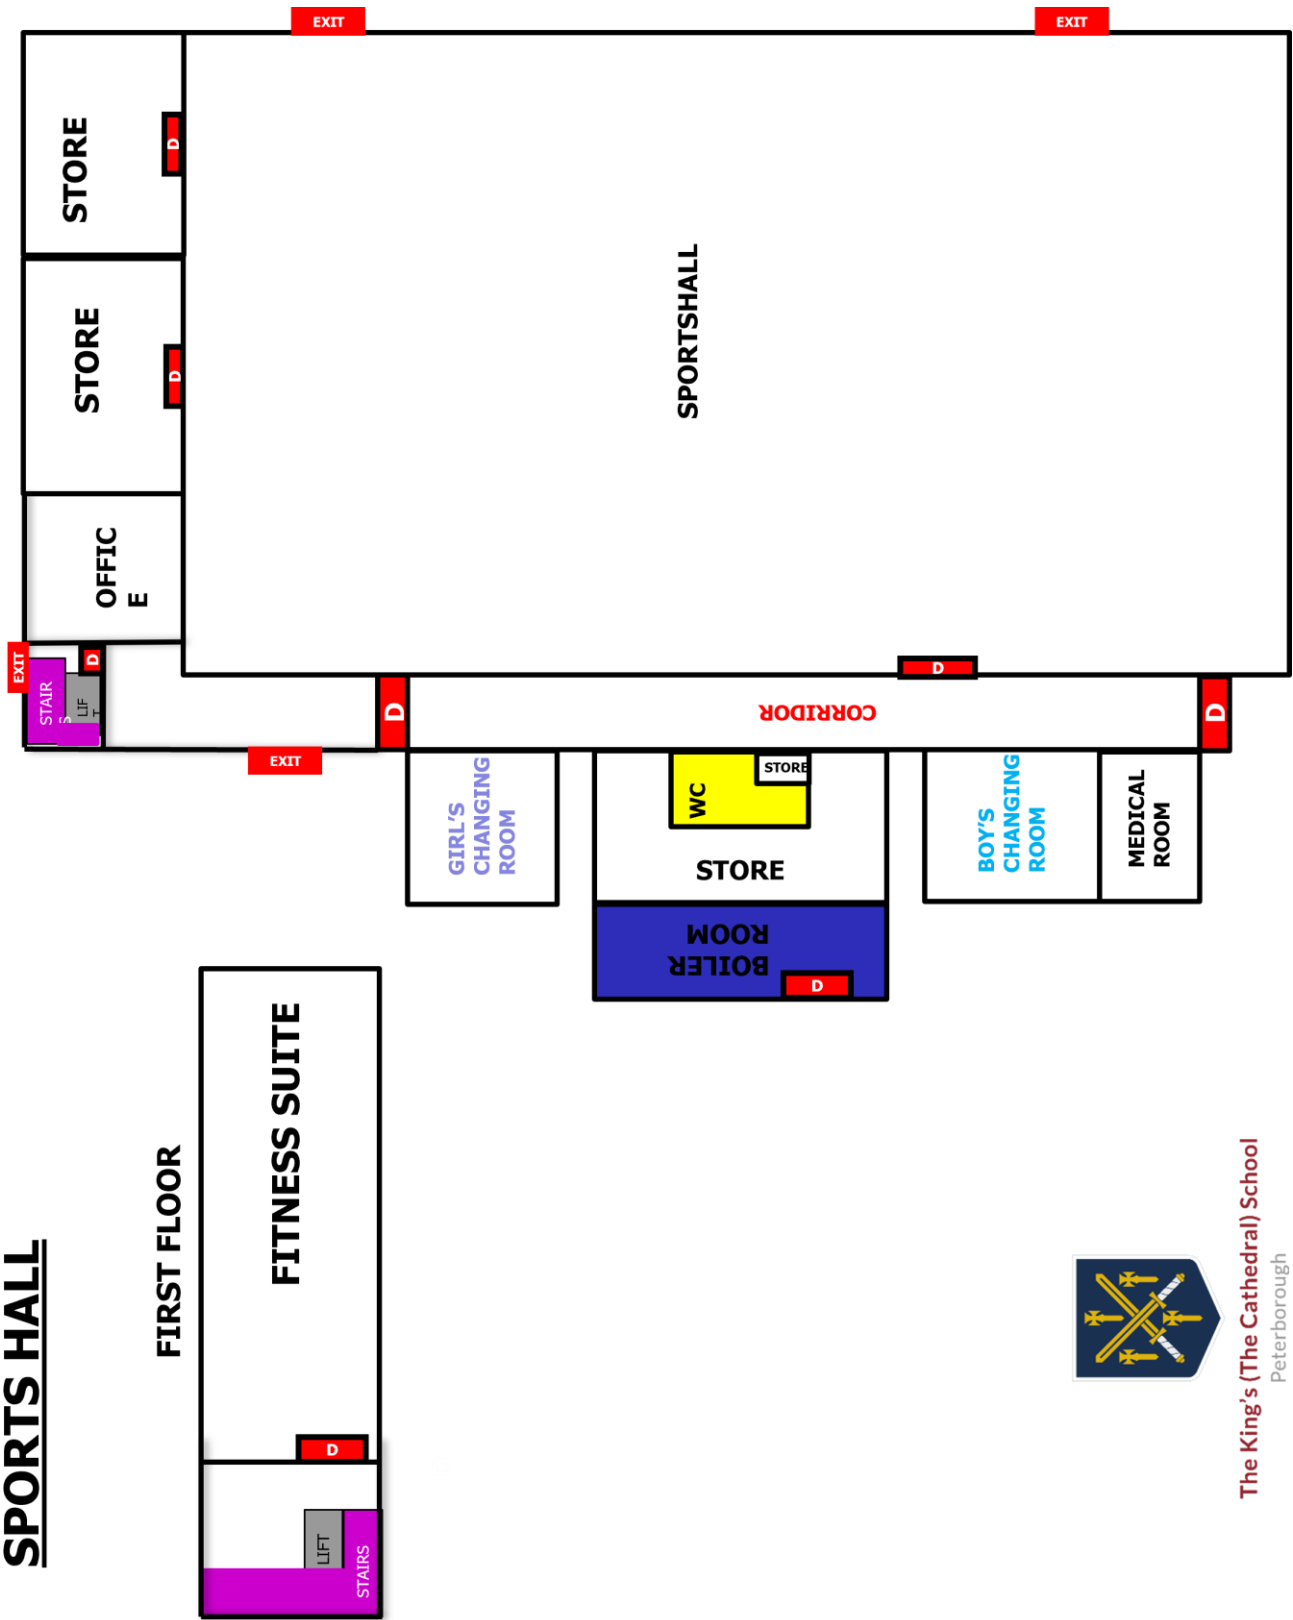 EXIT
EXIT
STORE
D
STORE
D
SPORTSHALL
OFFIC
E
EXIT
D
STAIR
S
LIF
T
D
CORRIDOR
D
D
EXIT
GIRL'S
CHANGING
ROOM
WC
STORE
STORE
BOILER
ROOM
D
BOY'S
CHANGING
ROOM
MEDICAL
ROOM
SPORTS HALL
FIRST FLOOR
FITNESS SUITE
D
LIFT
STAIRS
The King's (The Cathedral) School
Peterborough